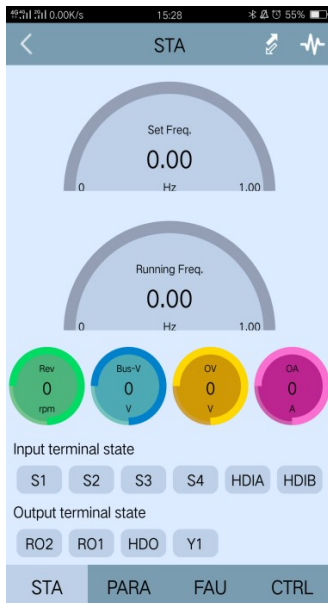 0.00K/s 15:28 55%
STA
Set Freq.
0.00
0 Hz 1.00
Running Freq.
0.00
0 Hz 1.00
Rev Bus-V OV OA
0 0 0 0
rpm V V A
Input terminal state
S1 S2 S3 S4 HDIA HDIB
Output terminal state
RO2 RO1 HDO Y1
STA PARA FAU CTRL